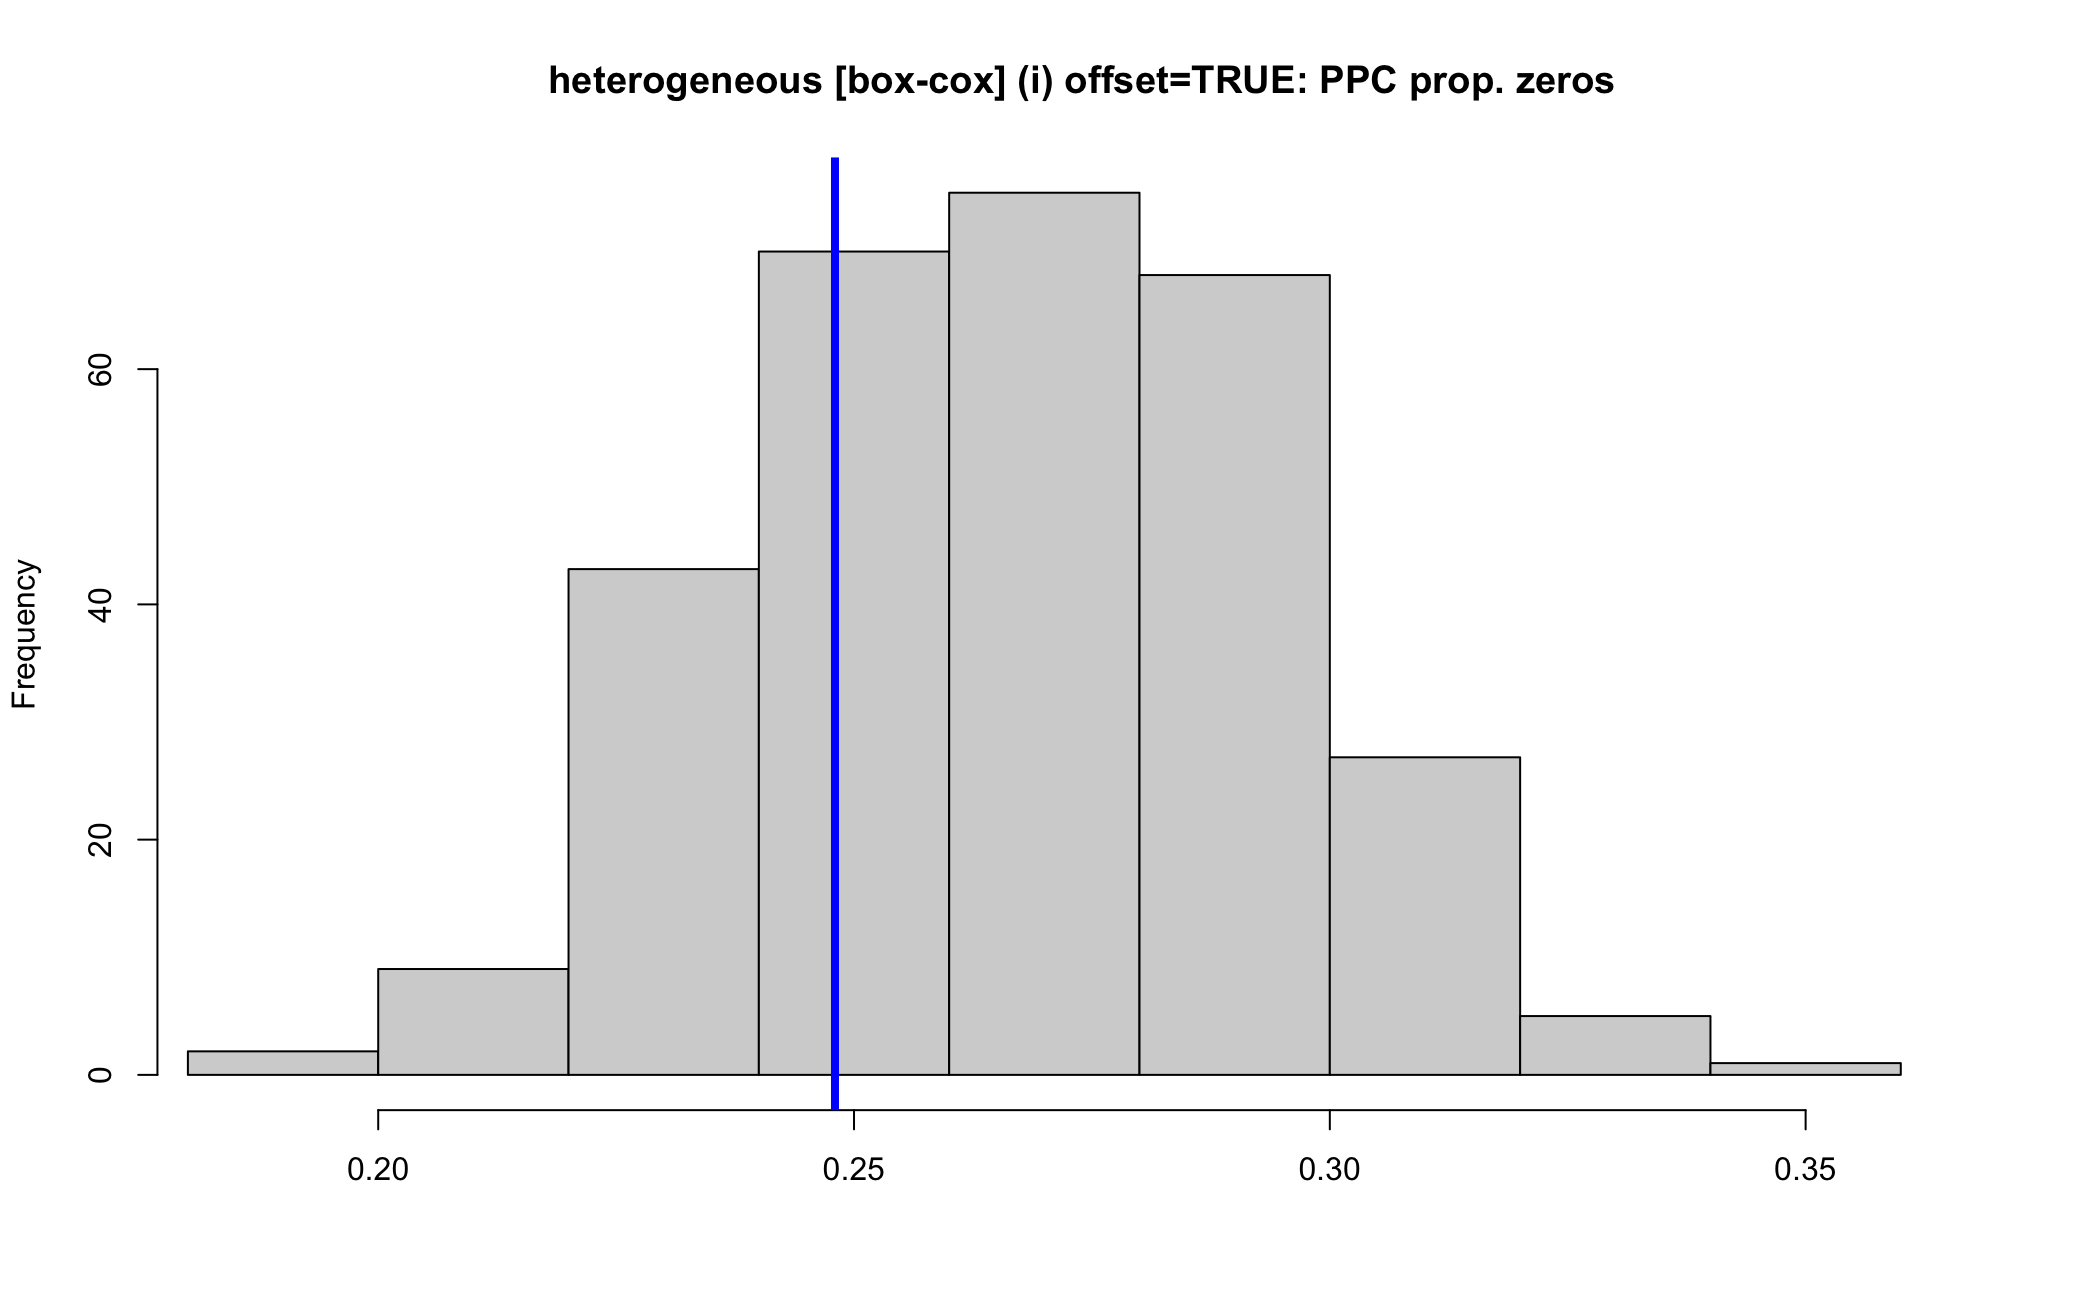 heterogeneous [box-cox] (i) offset=TRUE: PPC prop. zeros
Frequency
60
40
20
0
0.20 0.25 0.30 0.35